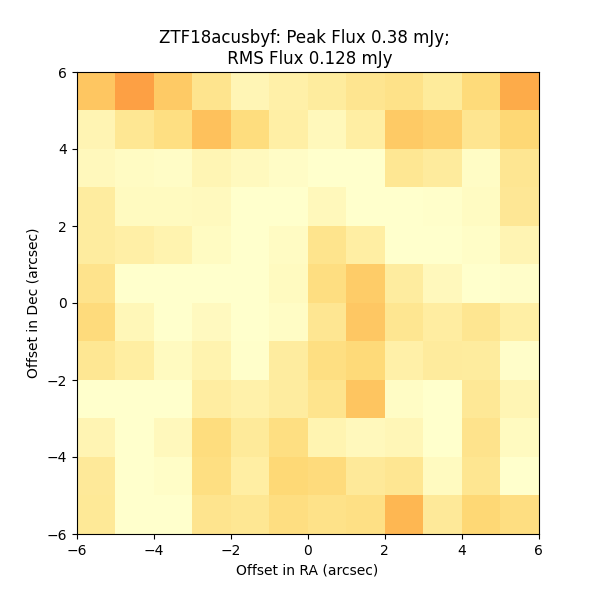 ZTF18acusbyf: Peak Flux 0.38 mJy;
RMS Flux 0.128 mJy
6
4
2
0
−2
−4
−6
Offset in Dec (arcsec)
−6 −4 −2 0 2 4 6
Offset in RA (arcsec)